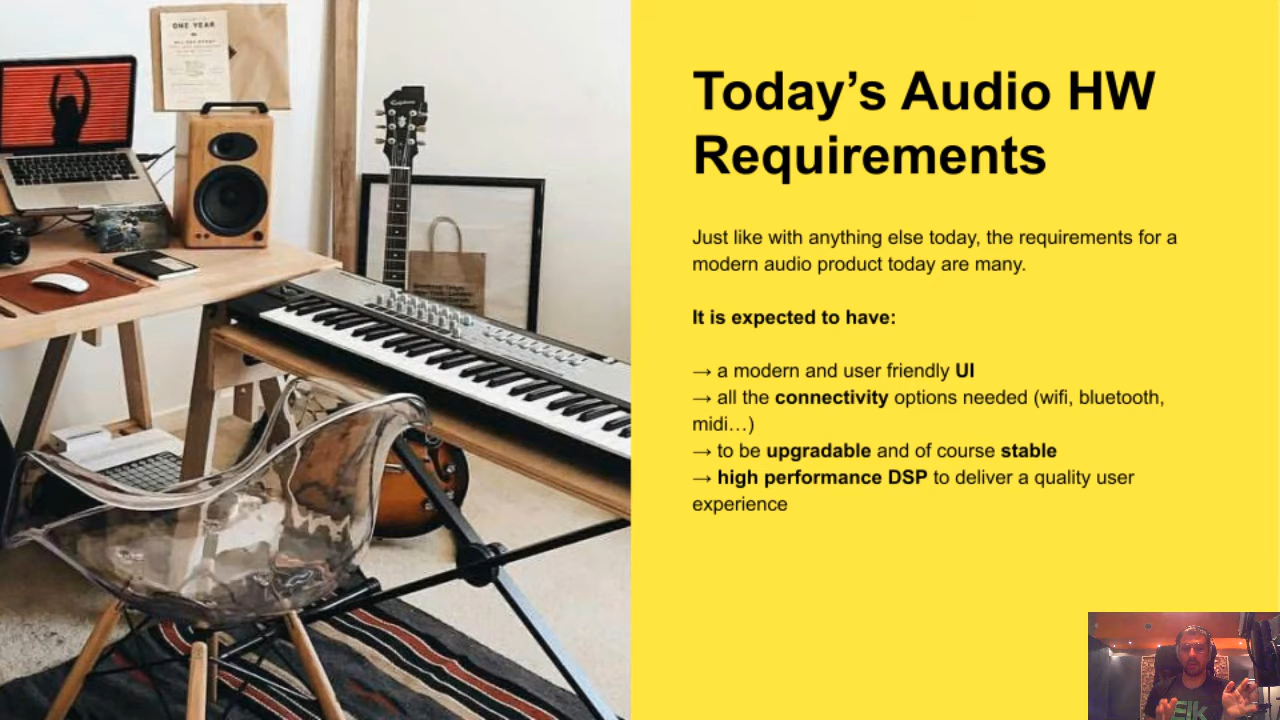 ONE YEAR
Today's Audio HW
Requirements
Just like with anything else today, the requirements for a
modern audio product today are many.
It is expected to have:
→ a modern and user friendly UI
→ all the connectivity options needed (wifi, bluetooth,
midi…)
→ to be upgradable and of course stable
→ high performance DSP to deliver a quality user
experience
Elk